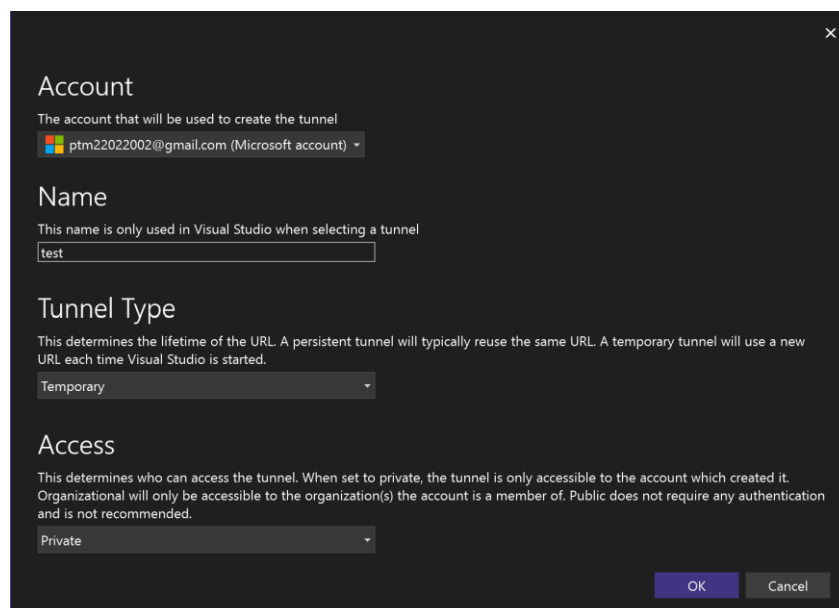 Account
The account that will be used to create the tunnel
ptm22022002@gmail.com (Microsoft account)
Name
This name is only used in Visual Studio when selecting a tunnel
test
Tunnel Type
This determines the lifetime of the URL. A persistent tunnel will typically reuse the same URL. A temporary tunnel will use a new
URL each time Visual Studio is started.
Temporary
Access
This determines who can access the tunnel. When set to private, the tunnel is only accessible to the account which created it.
Organizational will only be accessible to the organization(s) the account is a member of. Public does not require any authentication
and is not recommended.
Private
OK Cancel